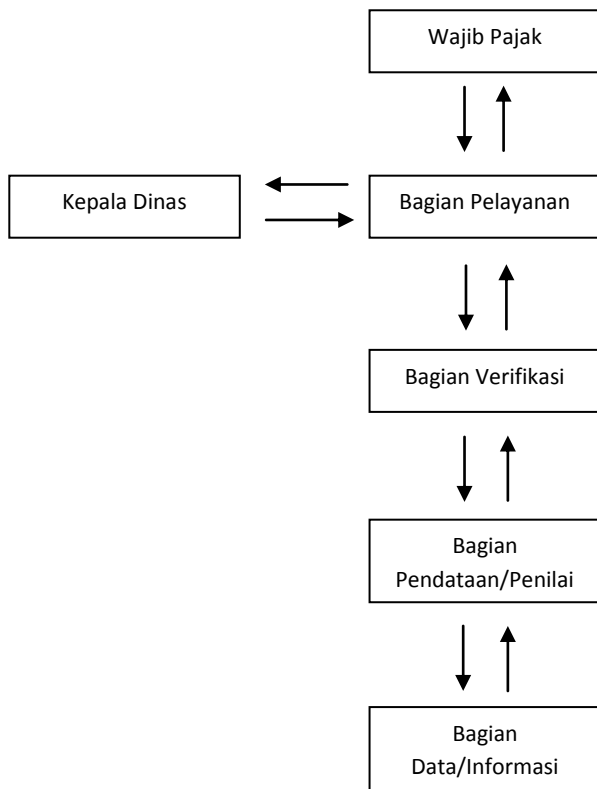 Wajib Pajak
Kepala Dinas
Bagian Pelayanan
Bagian Verifikasi
Bagian
Pendataan/Penilai
Bagian
Data/Informasi